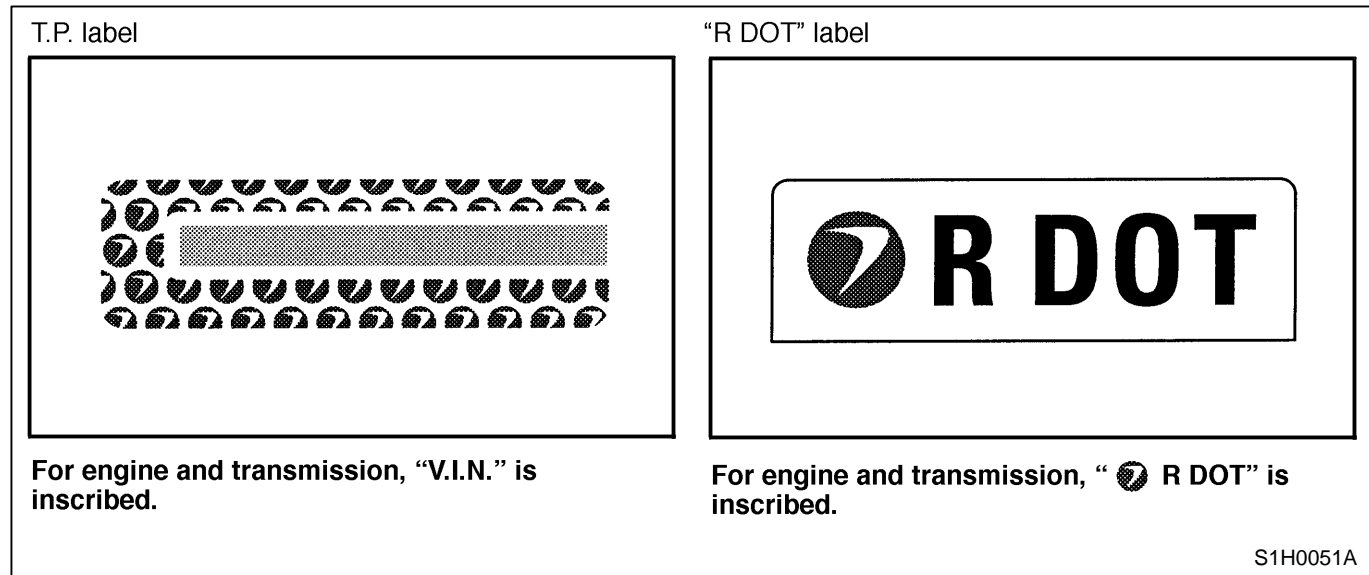 T.P. label
“R DOT” label
R DOT
For engine and transmission, “V.I.N.” is
inscribed.
For engine and transmission, “ R DOT” is
inscribed.
S1H0051A